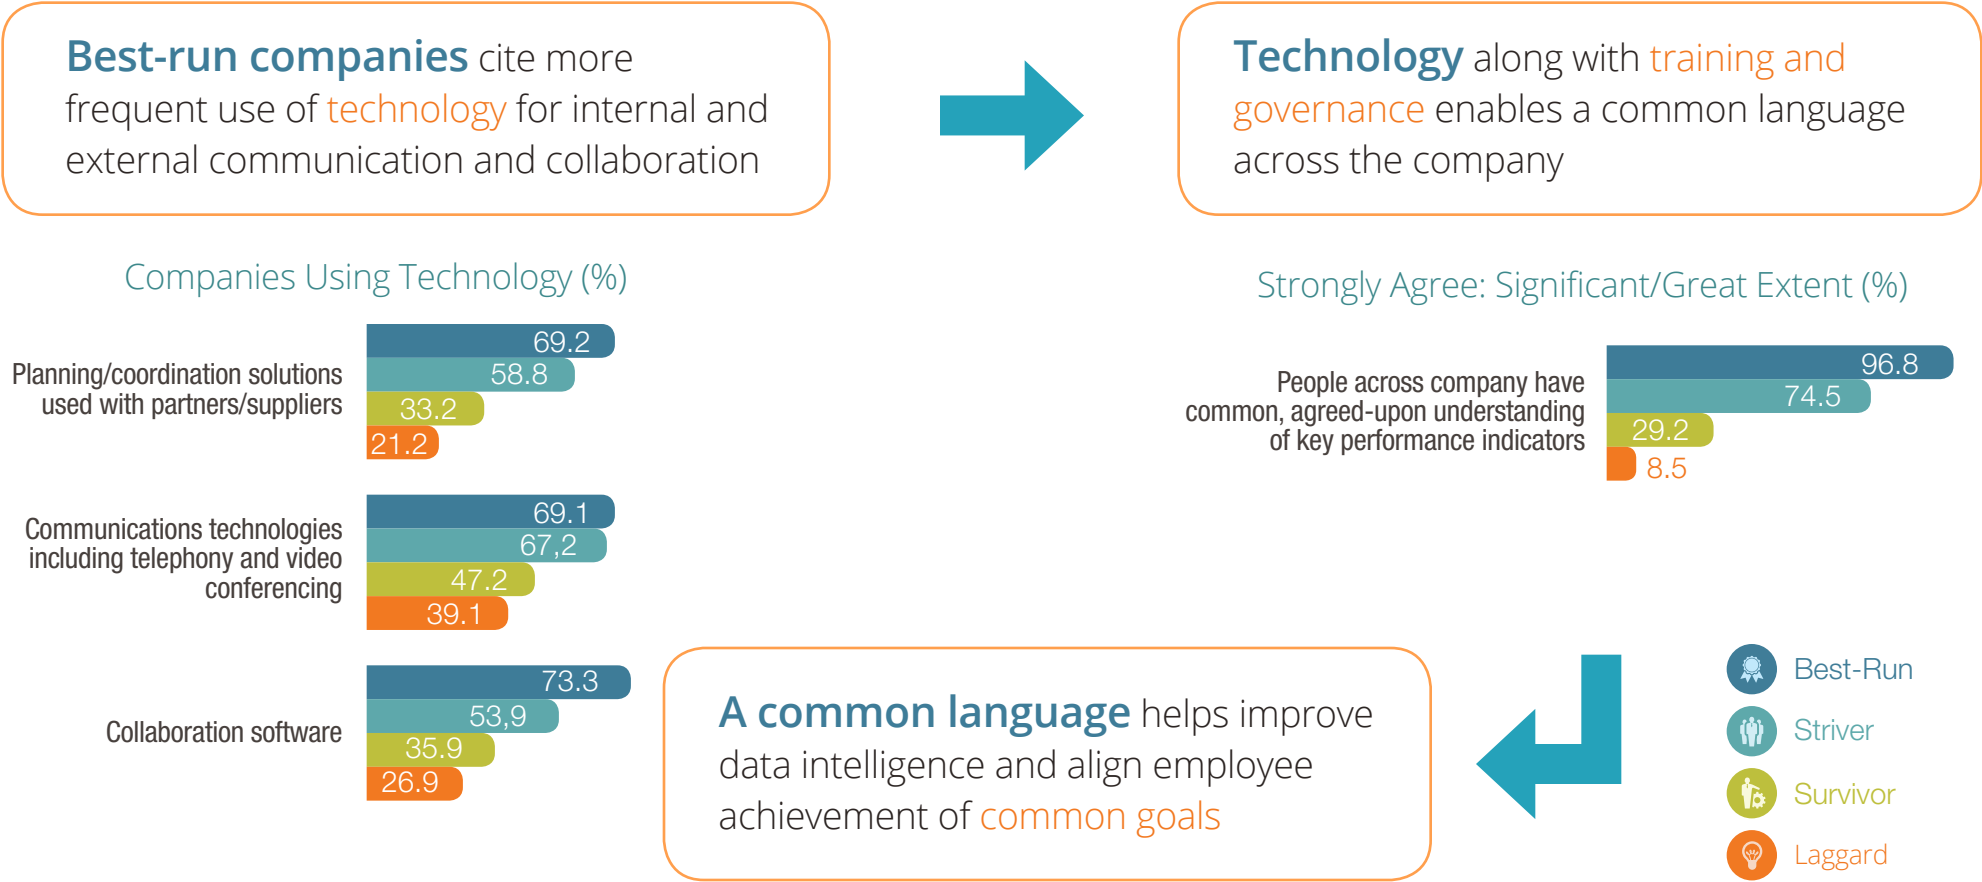 Best-run companies cite more
frequent use of technology for internal and
external communication and collaboration
Technology along with training and
governance enables a common language
across the company
Companies Using Technology (%)
Planning/coordination solutions
used with partners/suppliers
69.2
58.8
33.2
21.2
Communications technologies
including telephony and video
conferencing
69.1
67,2
47.2
39.1
Collaboration software
73.3
53,9
35.9
26.9
Strongly Agree: Significant/Great Extent (%)
People across company have
common, agreed-upon understanding
of key performance indicators
96.8
74.5
29.2
8.5
A common language helps improve
data intelligence and align employee
achievement of common goals
Best-Run
Striver
Survivor
Laggard